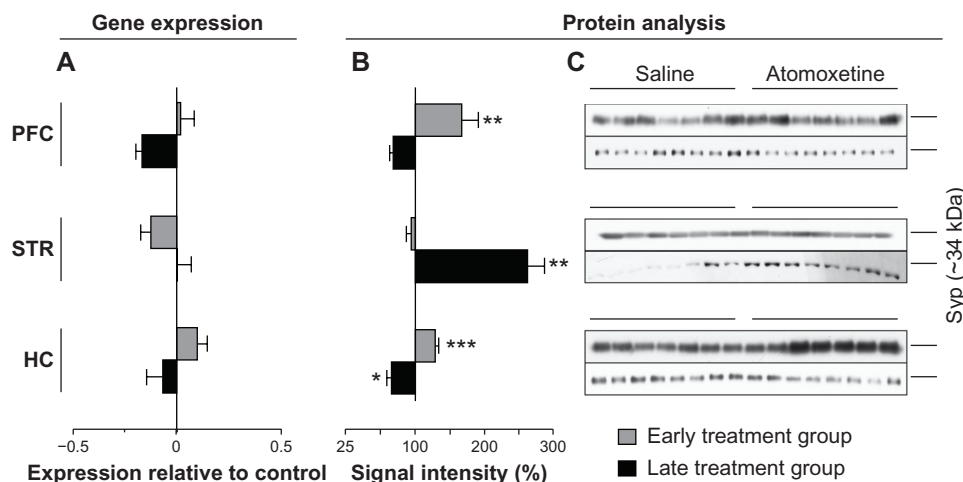 Gene expression
Protein analysis
A
B
C
Saline
Atomoxetine
PFC
**
STR
**
HC
***
*
Syp (~34 kDa)
−0.5 0 0.5
25 100 200 300
Expression relative to control
Signal intensity (%)
Early treatment group
Late treatment group